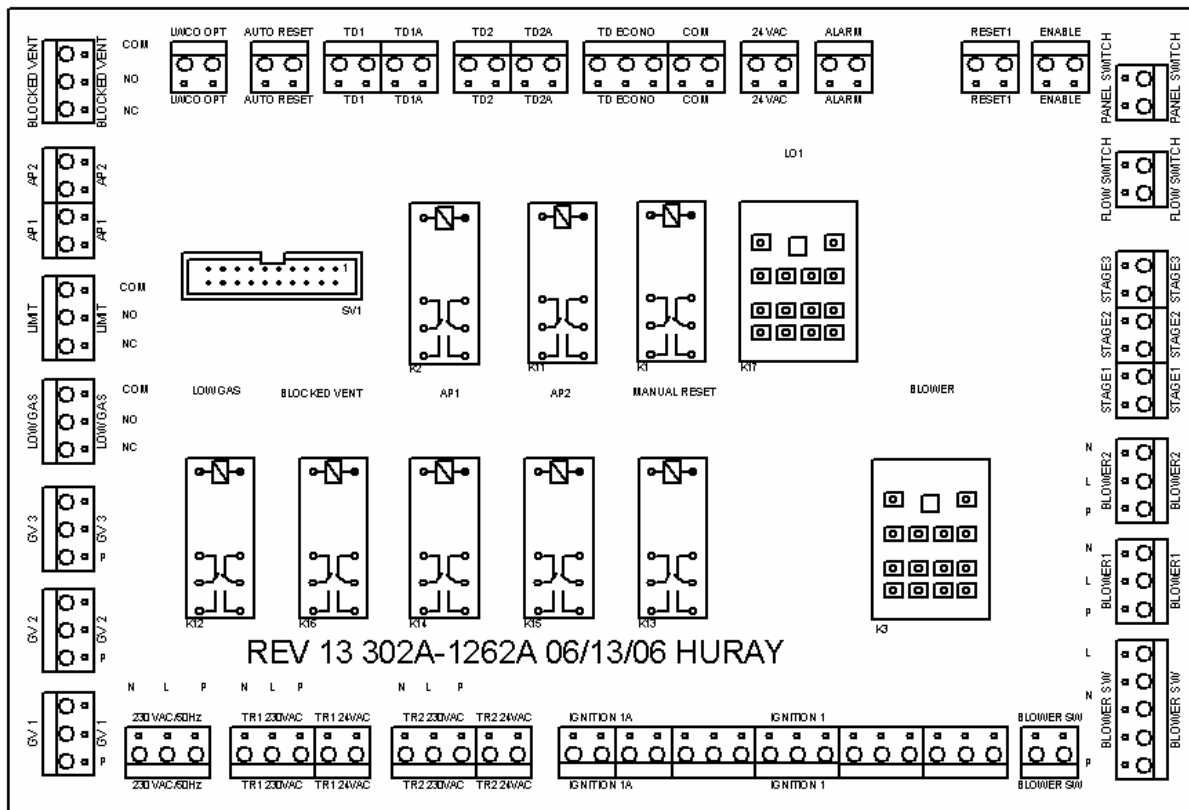 LWCO OPT AUTO RESET TD1 TD1A TD2 TD2A TD ECONO COM 24 VAC ALARM RESET1 ENABLE
LWCO OPT AUTO RESET TD1 TD1A TD2 TD2A TD ECONO COM 24 VAC ALARM RESET1 ENABLE
BLOCKED VENT BLOCKED VENT
COM
NO
NC
AP2 AP2
AP1 AP1
LIMIT LIMIT
COM
NO
NC
LOW GAS LOW GAS
COM
NO
NC
GV 3 GV 3
P
GV 2 GV 2
P
GV 1 GV 1
P
PANEL SWITCH PANEL SWITCH
FLOW SWITCH FLOW SWITCH
STAGE3 STAGE3
STAGE2 STAGE2
STAGE1 STAGE1
N
L
P
BLOWER2 BLOWER2
N
L
P
BLOWER1 BLOWER1
L
N
P
BLOWER SW BLOWER SW
LO1
1
SV1
K2 K11 K1 K17
LOW GAS BLOCKED VENT AP1 AP2 MANUAL RESET BLOWER
K12 K16 K14 K15 K13 K3
REV 13 302A-1262A 06/13/06 HURAY
N L P N L P N L P
230 VAC/50Hz TR1 230VAC TR1 24VAC TR2 230VAC TR2 24VAC IGNITION 1A IGNITION 1 BLOWER SW
230 VAC/50Hz TR1 230VAC TR1 24VAC TR2 230VAC TR2 24VAC IGNITION 1A IGNITION 1 BLOWER SW